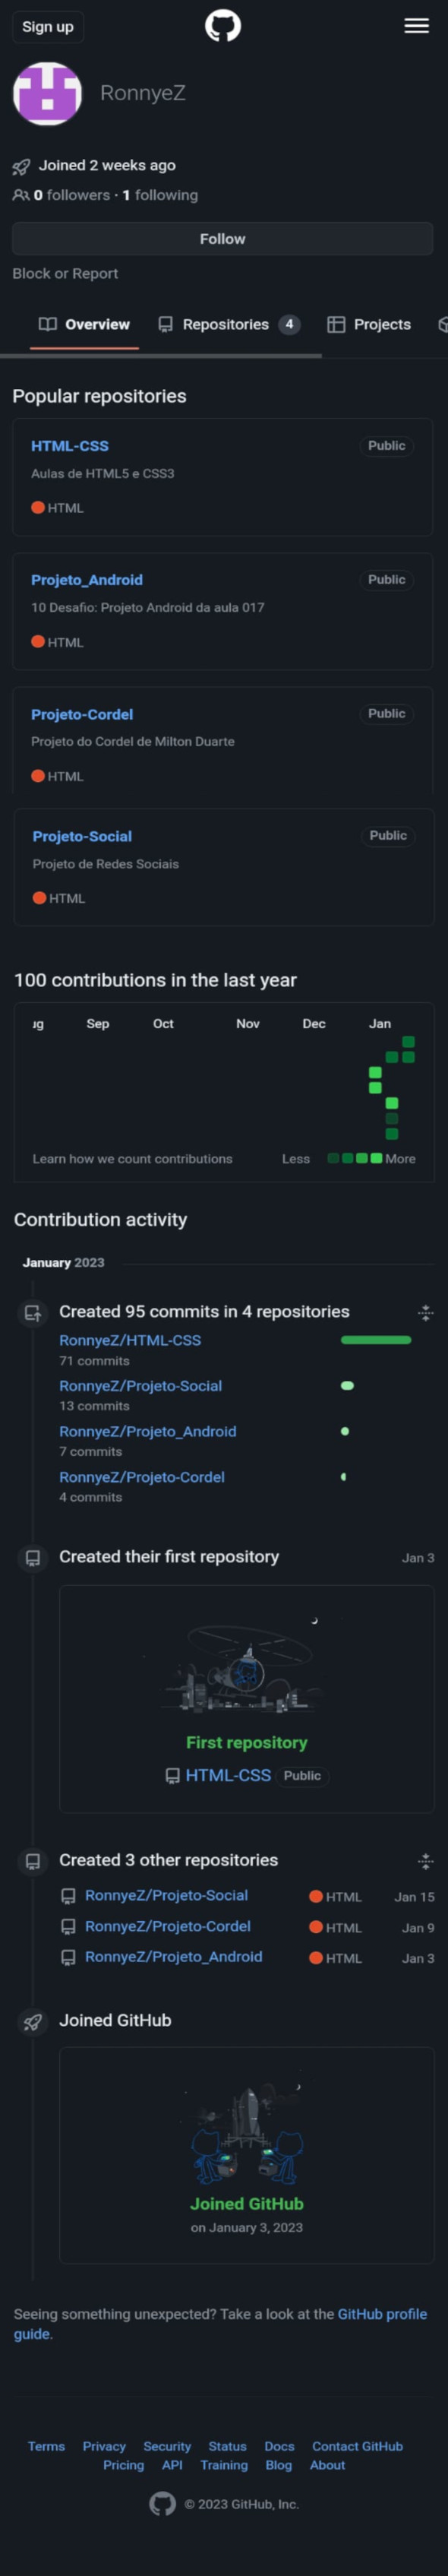 Sign up
RonnyeZ
Joined 2 weeks ago
0 followers · 1 following
Follow
Block or Report
Overview Repositories 4 Projects
Popular repositories
HTML-CSS Public
Aulas de HTML5 e CSS3
HTML
Projeto_Android Public
10 Desafio: Projeto Android da aula 017
HTML
Projeto-Cordel Public
Projeto do Cordel de Milton Duarte
HTML
Projeto-Social Public
Projeto de Redes Sociais
HTML
100 contributions in the last year
ug Sep Oct Nov Dec Jan
Learn how we count contributions Less More
Contribution activity
January 2023
Created 95 commits in 4 repositories
RonnyeZ/HTML-CSS
71 commits
RonnyeZ/Projeto-Social
13 commits
RonnyeZ/Projeto_Android
7 commits
RonnyeZ/Projeto-Cordel
4 commits
Created their first repository Jan 3
First repository
HTML-CSS Public
Created 3 other repositories
RonnyeZ/Projeto-Social HTML Jan 15
RonnyeZ/Projeto-Cordel HTML Jan 9
RonnyeZ/Projeto_Android HTML Jan 3
Joined GitHub
Joined GitHub
on January 3, 2023
Seeing something unexpected? Take a look at the GitHub profile
guide.
Terms Privacy Security Status Docs Contact GitHub
Pricing API Training Blog About
© 2023 GitHub, Inc.